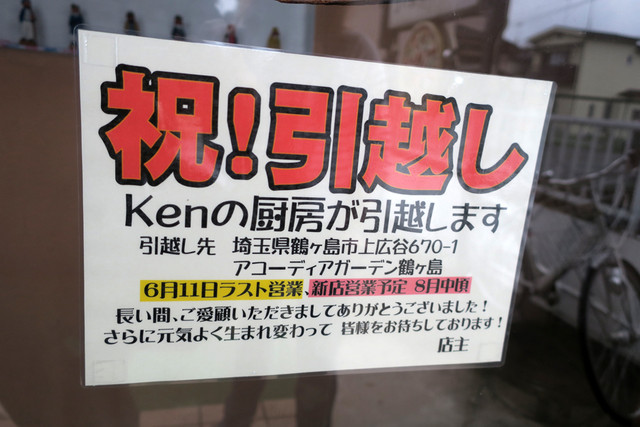 祝!引越し
Kenの厨房が引越します
引越し先 埼玉県鶴ヶ島市上広谷670-1
アコーディアガーデン鶴ヶ島
6月11日ラスト営業、新店営業予定 8月中頃
長い間、ご愛顧いただきましてありがとうございました!
さらに元気よく生まれ変わって 皆様をお待ちしております!
店主